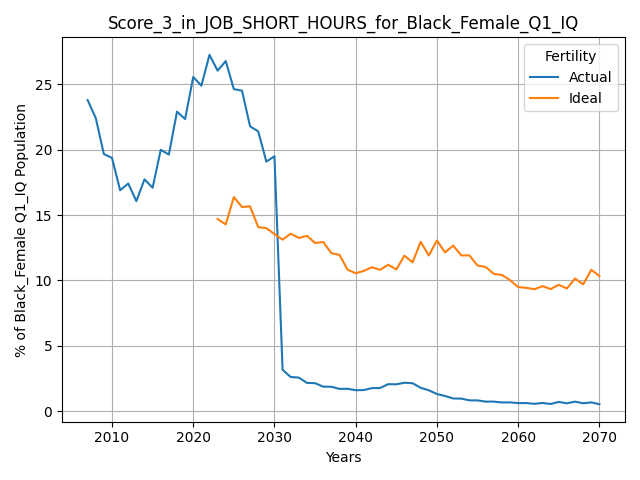 Score_3_in_JOB_SHORT_HOURS_for_Black_Female_Q1_IQ
% of Black_Female Q1_IQ Population
25
20
15
10
5
0
Fertility
Actual
Ideal
2010 2020 2030 2040 2050 2060 2070
Years